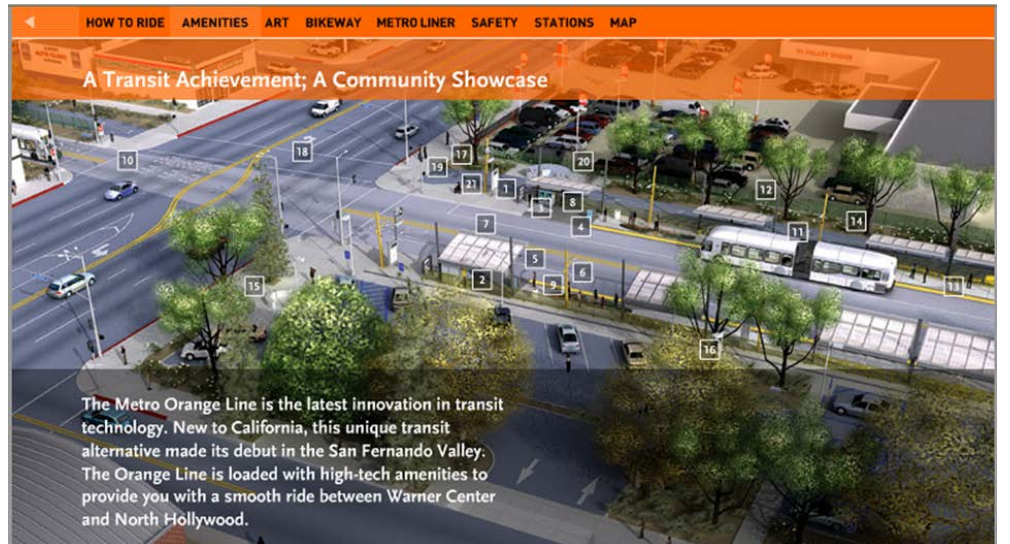 HOW TO RIDE AMENITIES ART BIKEWAY METRO LINER SAFETY STATIONS MAP
A Transit Achievement; A Community Showcase
10
18
17
19
21
1
20
3
8
4
12
14
11
7
5
6
2
9
15
13
16
The Metro Orange Line is the latest innovation in transit
technology. New to California, this unique transit
alternative made its debut in the San Fernando Valley.
The Orange Line is loaded with high-tech amenities to
provide you with a smooth ride between Warner Center
and North Hollywood.